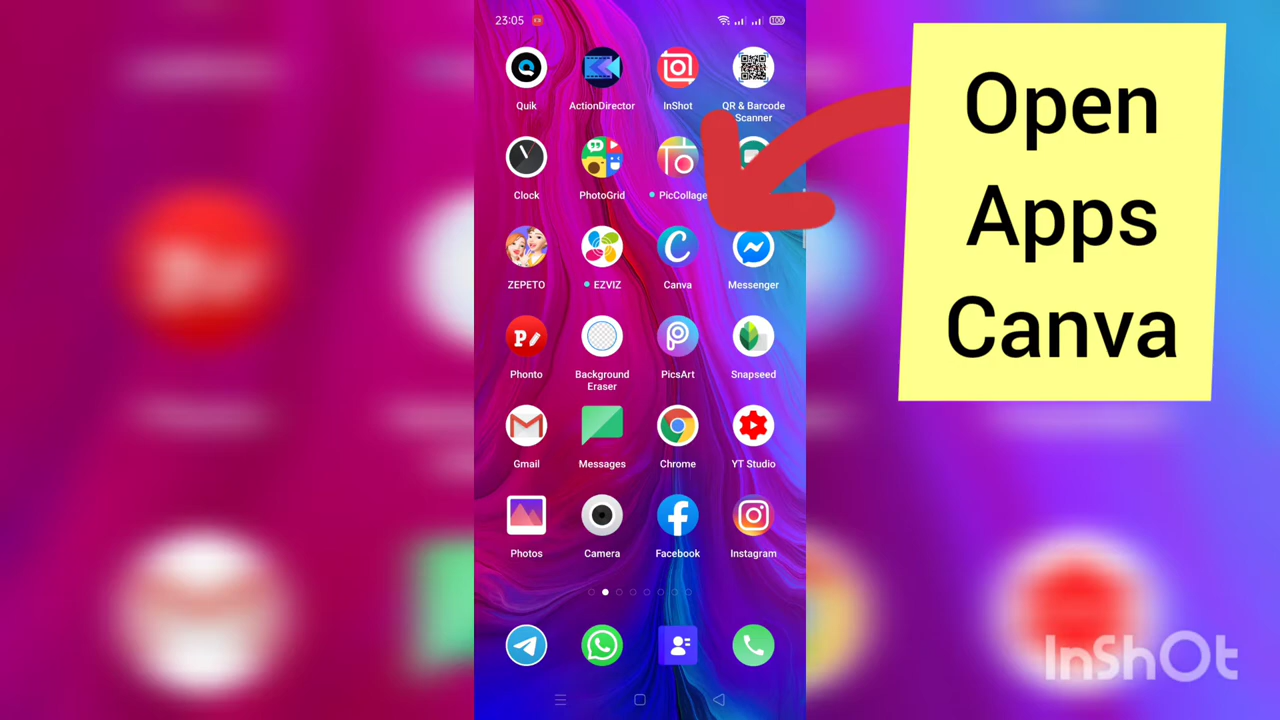 23:05
100
Open
Apps
Canva
Quik
ActionDirector
InShot
QR & Barcode
Scanner
Clock
PhotoGrid
PicCollage
ZEPETO
EZVIZ
Canva
Messenger
Phonto
Background
Eraser
PicsArt
Snapseed
Gmail
Messages
Chrome
YT Studio
Photos
Camera
Facebook
Instagram
InShOt